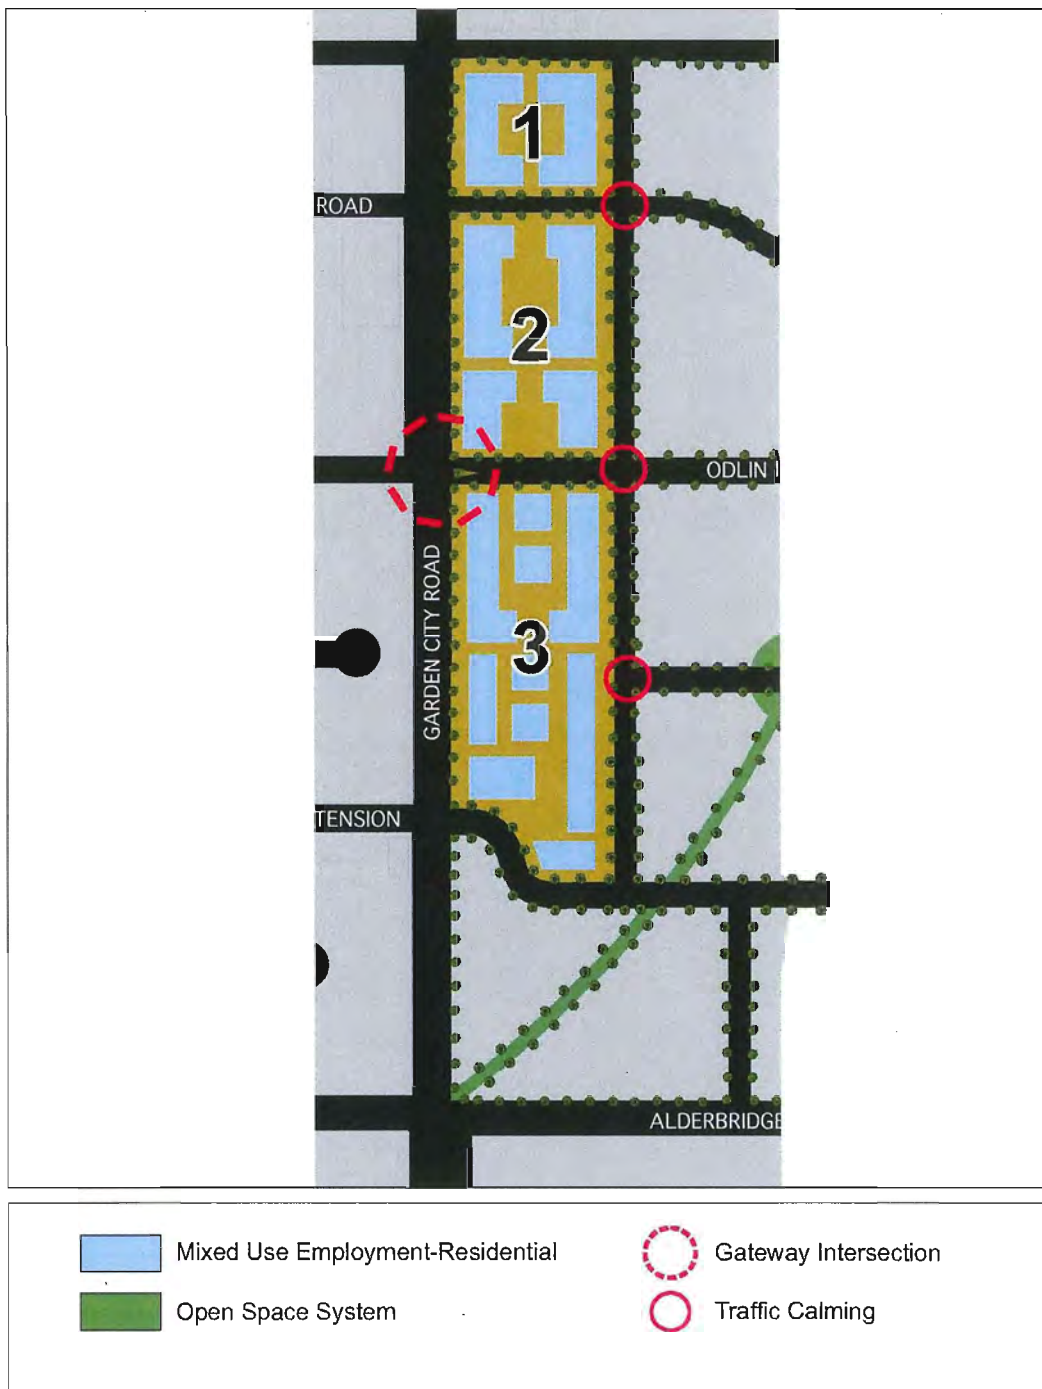 1
ROAD
2
ODLIN
GARDEN CITY ROAD
3
TENSION
ALDERBRIDGE
Mixed Use Employment-Residential
Gateway Intersection
Open Space System
Traffic Calming